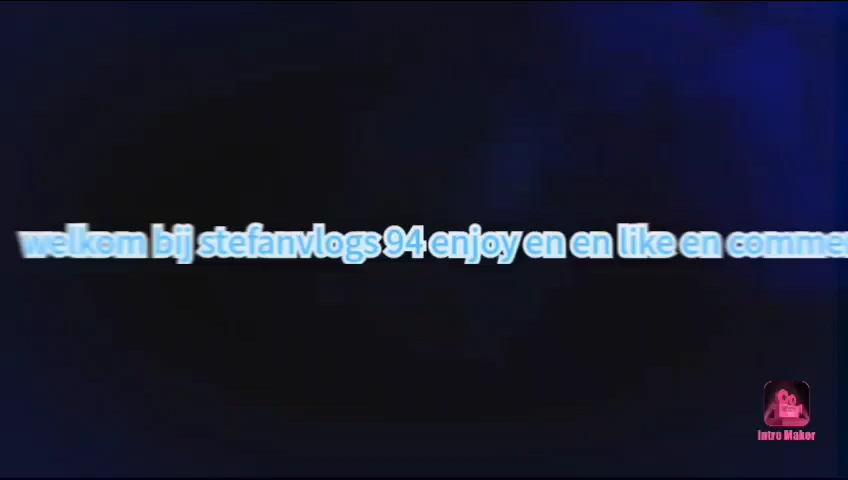 welkom bij stefanvlogs 94 enjoy en en like en comme
Intro Maker